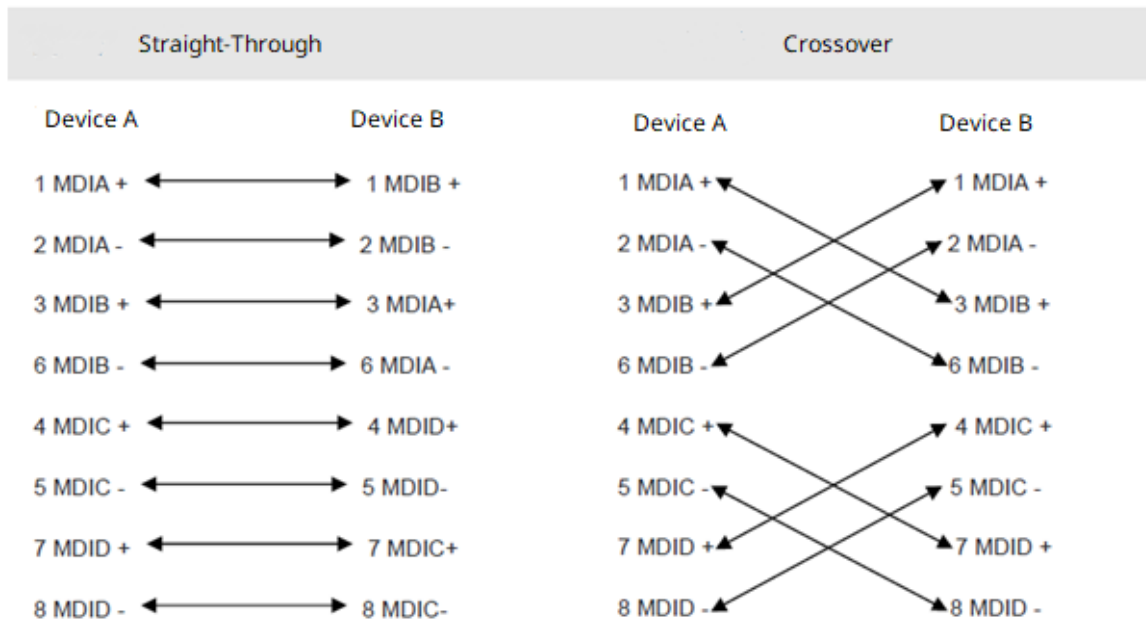 Straight-Through Crossover
Device A Device B Device A Device B
1 MDIA + 1 MDIB + 1 MDIA + 1 MDIA +
2 MDIA - 2 MDIB - 2 MDIA - 2 MDIA -
3 MDIB + 3 MDIA+ 3 MDIB + 3 MDIB +
6 MDIB - 6 MDIA - 6 MDIB - 6 MDIB -
4 MDIC + 4 MDID+ 4 MDIC + 4 MDIC +
5 MDIC - 5 MDID- 5 MDIC - 5 MDIC -
7 MDID + 7 MDIC+ 7 MDID + 7 MDID +
8 MDID - 8 MDIC- 8 MDID - 8 MDID -